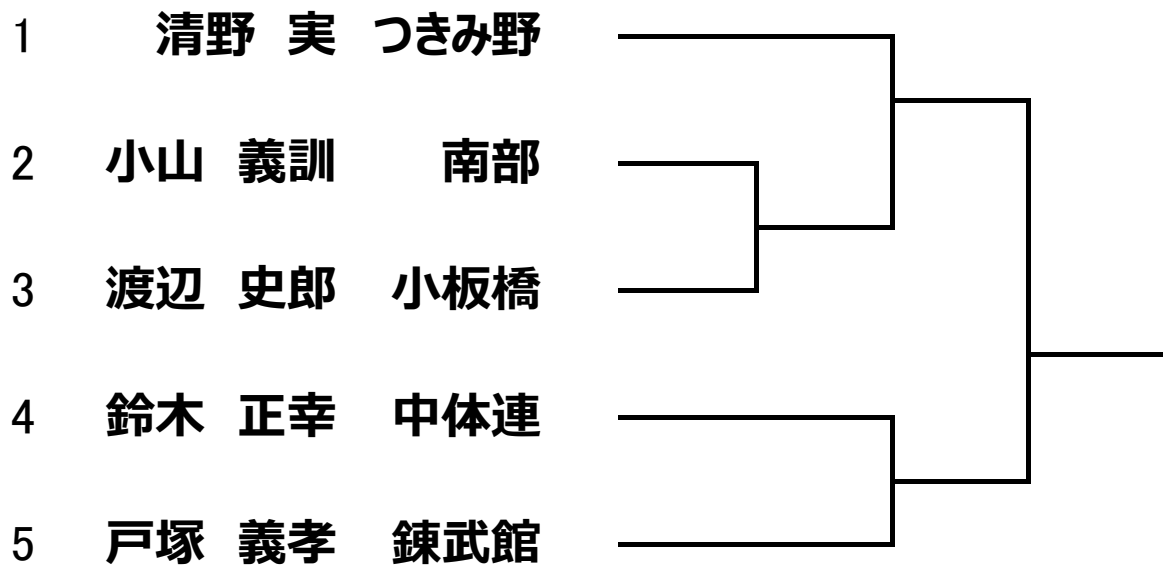 1 清野 実 つきみ野
2 小山 義訓 南部
3 渡辺 史郎 小板橋
4 鈴木 正幸 中体連
5 戸塚 義孝 錬武館